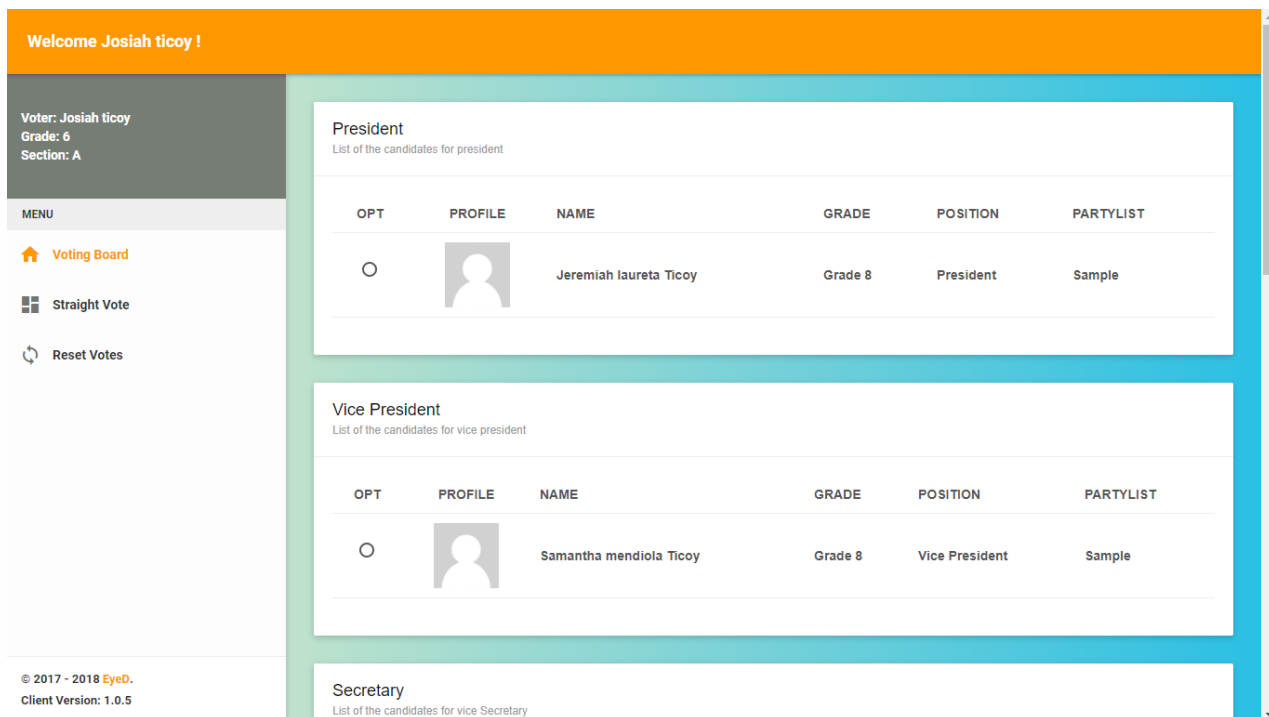 Welcome Josiah ticoy !
Voter: Josiah ticoy
Grade: 6
Section: A
MENU
Voting Board
Straight Vote
Reset Votes
© 2017 - 2018 EyeD.
Client Version: 1.0.5
President
List of the candidates for president
OPT PROFILE NAME GRADE POSITION PARTYLIST
Jeremiah laureta Ticoy Grade 8 President Sample
Vice President
List of the candidates for vice president
OPT PROFILE NAME GRADE POSITION PARTYLIST
Samantha mendiola Ticoy Grade 8 Vice President Sample
Secretary
List of the candidates for vice Secretary